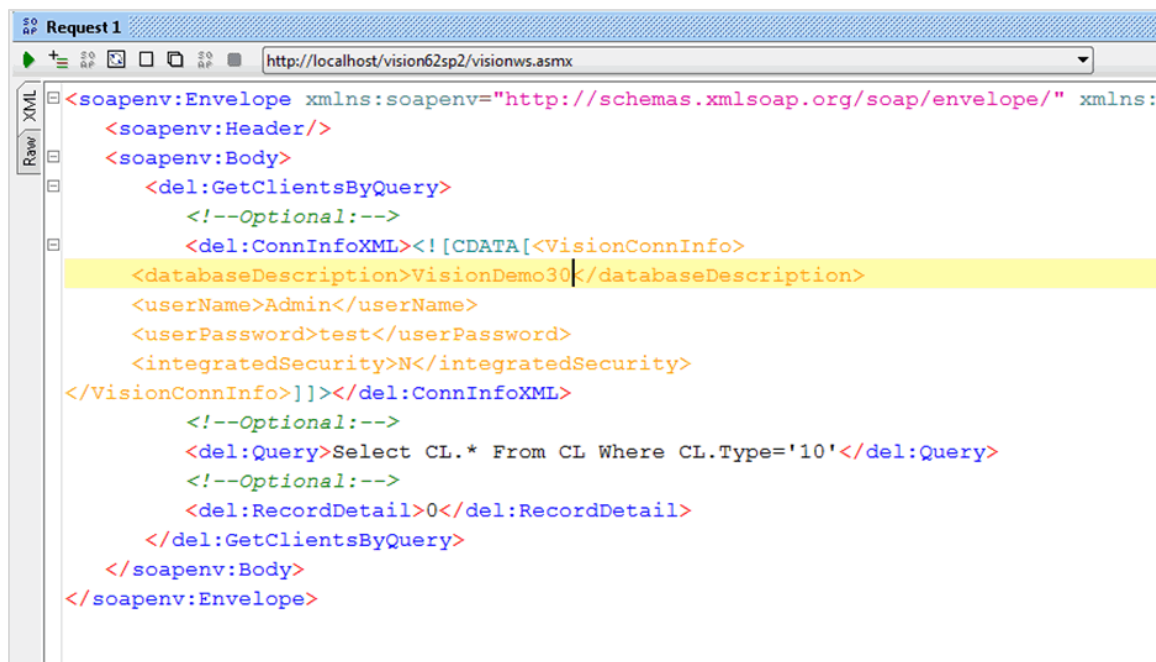 SO AP Request 1
http://localhost/vision62sp2/visionws.asmx
XML
Raw
<soapenv:Envelope xmlns:soapenv="http://schemas.xmlsoap.org/soap/envelope/" xmlns:
<soapenv:Header/>
<soapenv:Body>
<del:GetClientsByQuery>
<!--Optional:-->
<del:ConnInfoXML><![CDATA[<VisionConnInfo>
<databaseDescription>VisionDemo30</databaseDescription>
<userName>Admin</userName>
<userPassword>test</userPassword>
<integratedSecurity>N</integratedSecurity>
</VisionConnInfo>]]></del:ConnInfoXML>
<!--Optional:-->
<del:Query>Select CL.* From CL Where CL.Type='10'</del:Query>
<!--Optional:-->
<del:RecordDetail>0</del:RecordDetail>
</del:GetClientsByQuery>
</soapenv:Body>
</soapenv:Envelope>